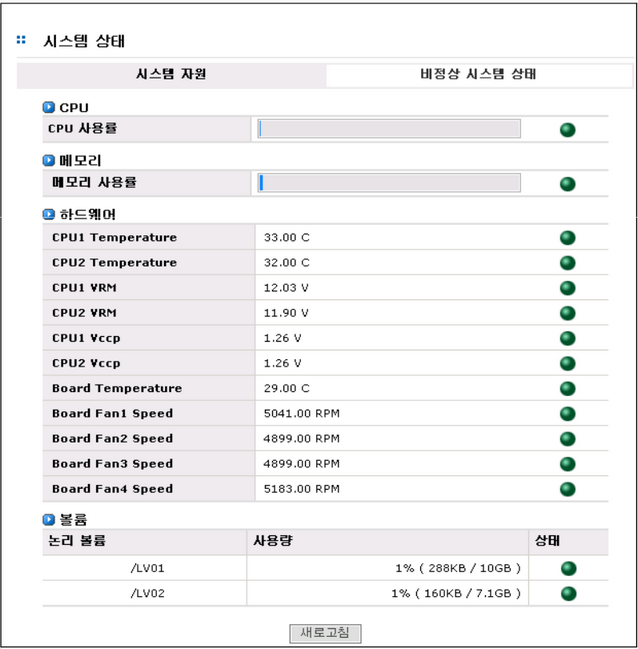 시스템 상태
시스템 자원 비정상 시스템 상태
CPU
CPU 사용률
메모리
메모리 사용률
하드웨어
CPU1 Temperature 33.00 C
CPU2 Temperature 32.00 C
CPU1 VRM 12.03 V
CPU2 VRM 11.90 V
CPU1 Vccp 1.26 V
CPU2 Vccp 1.26 V
Board Temperature 29.00 C
Board Fan1 Speed 5041.00 RPM
Board Fan2 Speed 4899.00 RPM
Board Fan3 Speed 4899.00 RPM
Board Fan4 Speed 5183.00 RPM
볼륨
논리 볼륨 사용량 상태
/LV01 1% ( 288KB / 10GB )
/LV02 1% ( 160KB / 7.1GB )
새로고침